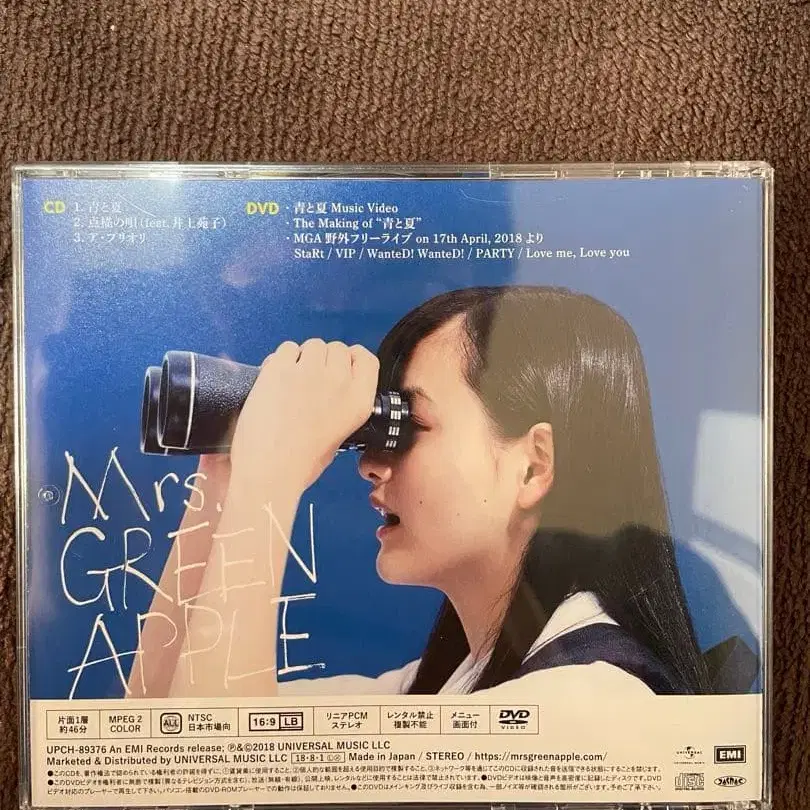 CD
1. 青と夏
2. 点描の唄 (feat. 井上苑子)
3. ア・プリオリ
DVD
・青と夏 Music Video
・The Making of “青と夏”
・MGA 野外フリーライブ on 17th April, 2018 より
StaRt / VIP / WanteD! WanteD! / PARTY / Love me, Love you
Mrs.
GREEN
APPLE
片面1層
約46分
MPEG 2
COLOR
ALL
NTSC
日本市場向
16:9 LB
リニアPCM
ステレオ
レンタル禁止
複製不能
メニュー
画面付
DVD
VIDEO
UPCH-89376 An EMI Records release; Ⓟ&©2018 UNIVERSAL MUSIC LLC
Marketed & Distributed by UNIVERSAL MUSIC LLC 18・8・1 Made in Japan / STEREO / https://mrsgreenapple.com/
UNIVERSAL
EMI
JASRAC